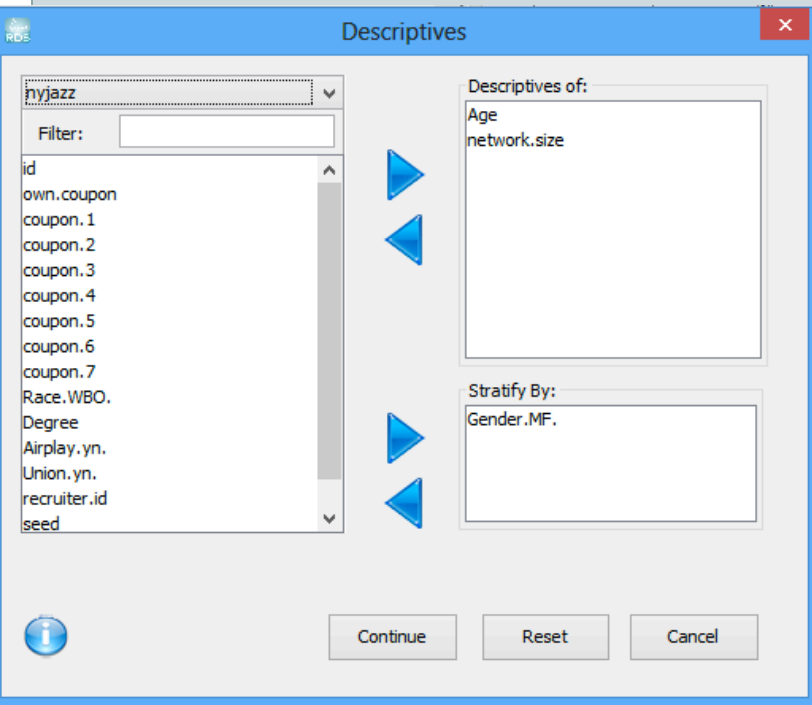 RDS
Descriptives
nyjazz
Filter:
id
own.coupon
coupon.1
coupon.2
coupon.3
coupon.4
coupon.5
coupon.6
coupon.7
Race.WBO.
Degree
Airplay.yn.
Union.yn.
recruiter.id
seed
Descriptives of:
Age
network.size
Stratify By:
Gender.MF.
Continue
Reset
Cancel